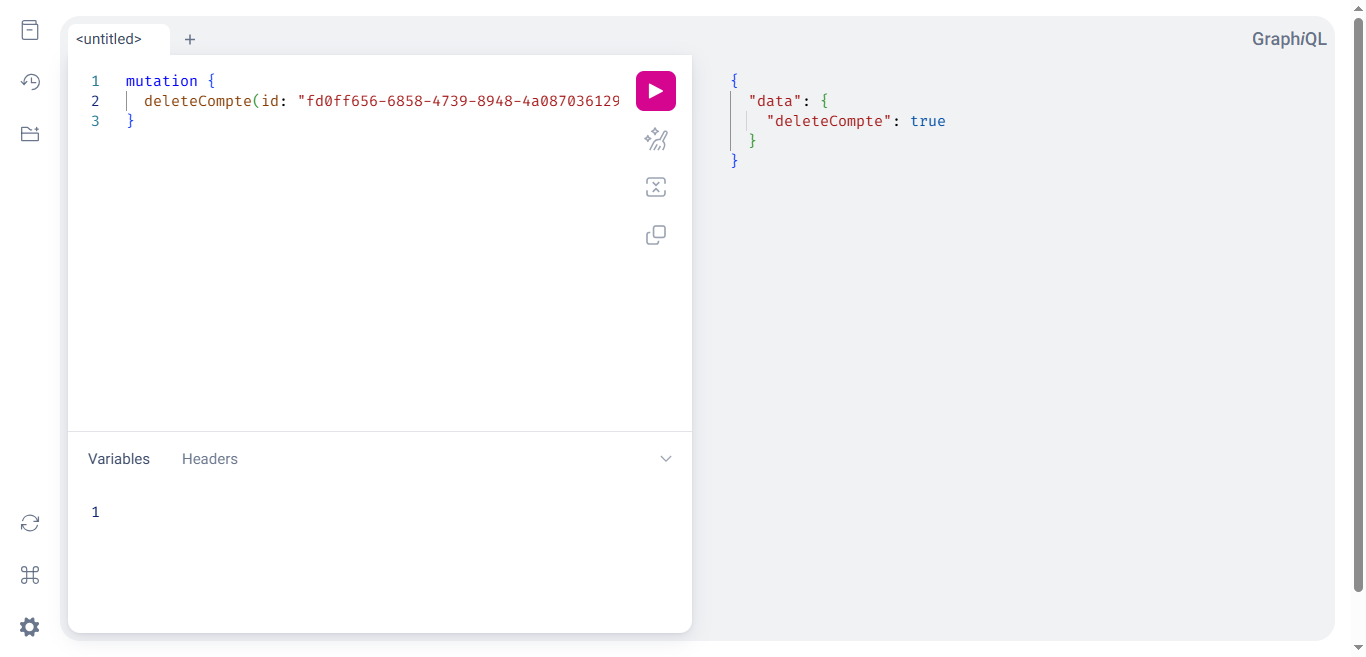 <untitled> +
GraphiQL
1 mutation {
2 deleteCompte(id: "fd0ff656-6858-4739-8948-4a087036129
3 }
{
"data": {
"deleteCompte": true
}
}
Variables Headers
1